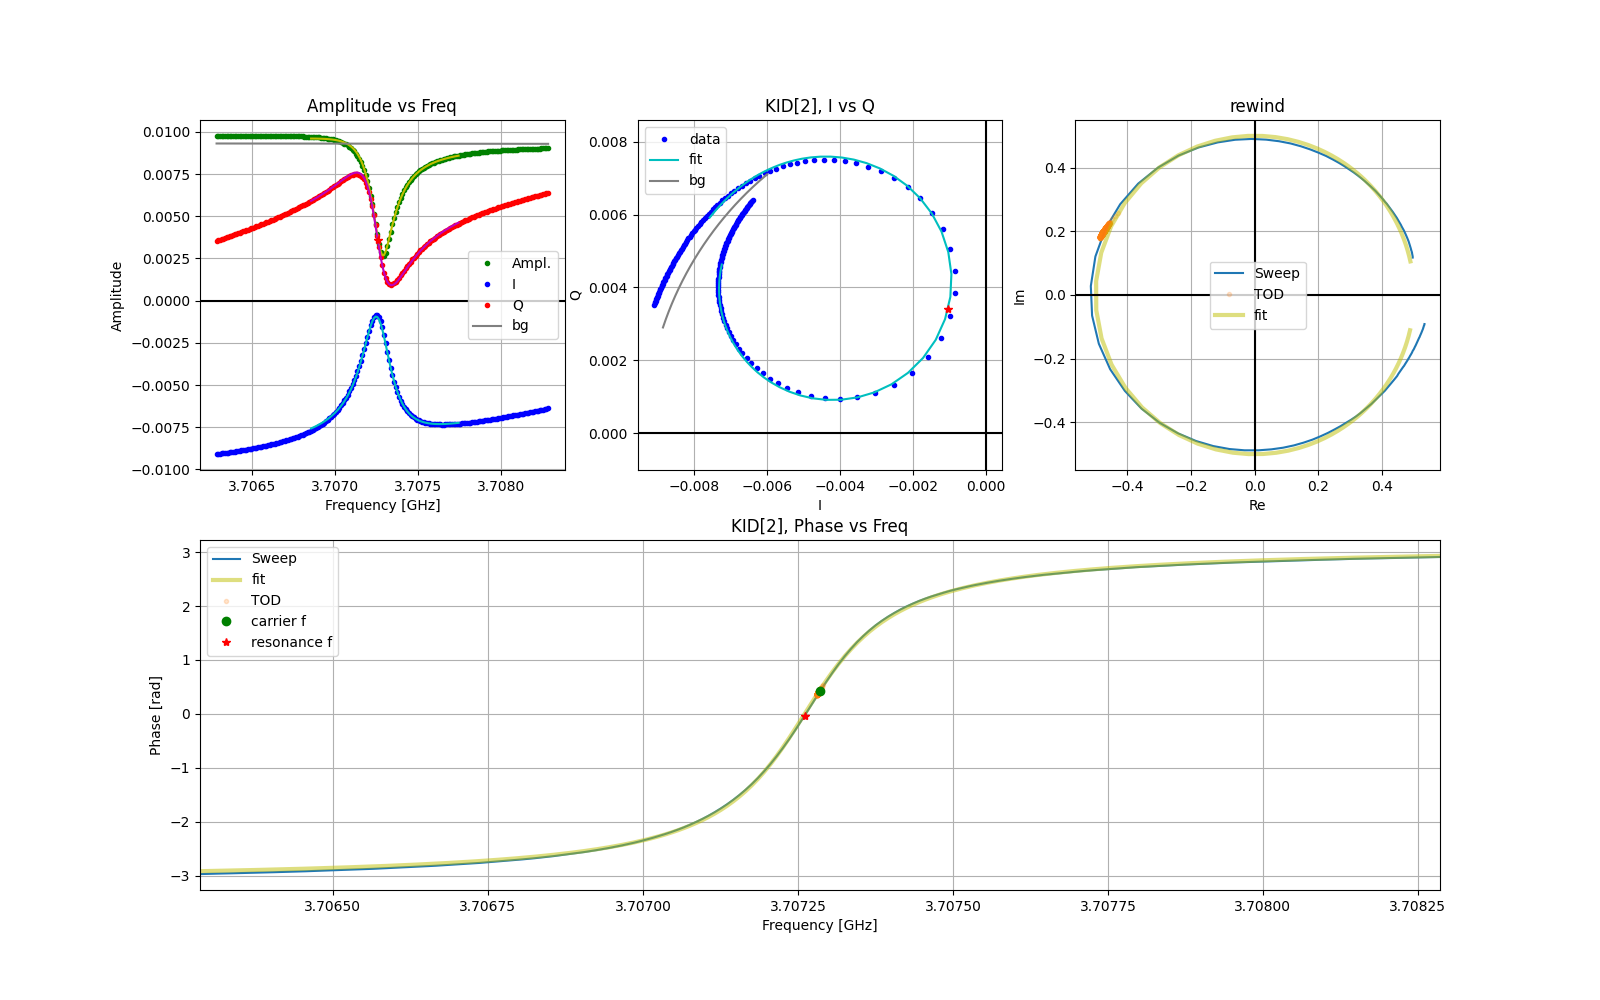 Amplitude vs Freq
Amplitude
0.0100
0.0075
0.0050
0.0025
0.0000
−0.0025
−0.0050
−0.0075
−0.0100
Ampl.
I
Q
bg
3.7065 3.7070 3.7075 3.7080
Frequency [GHz]
KID[2], I vs Q
Q
0.008
0.006
0.004
0.002
0.000
data
fit
bg
−0.008 −0.006 −0.004 −0.002 0.000
I
rewind
Im
0.4
0.2
0.0
−0.2
−0.4
Sweep
TOD
fit
−0.4 −0.2 0.0 0.2 0.4
Re
KID[2], Phase vs Freq
Phase [rad]
3
2
1
0
−1
−2
−3
Sweep
fit
TOD
carrier f
resonance f
3.70650 3.70675 3.70700 3.70725 3.70750 3.70775 3.70800 3.70825
Frequency [GHz]